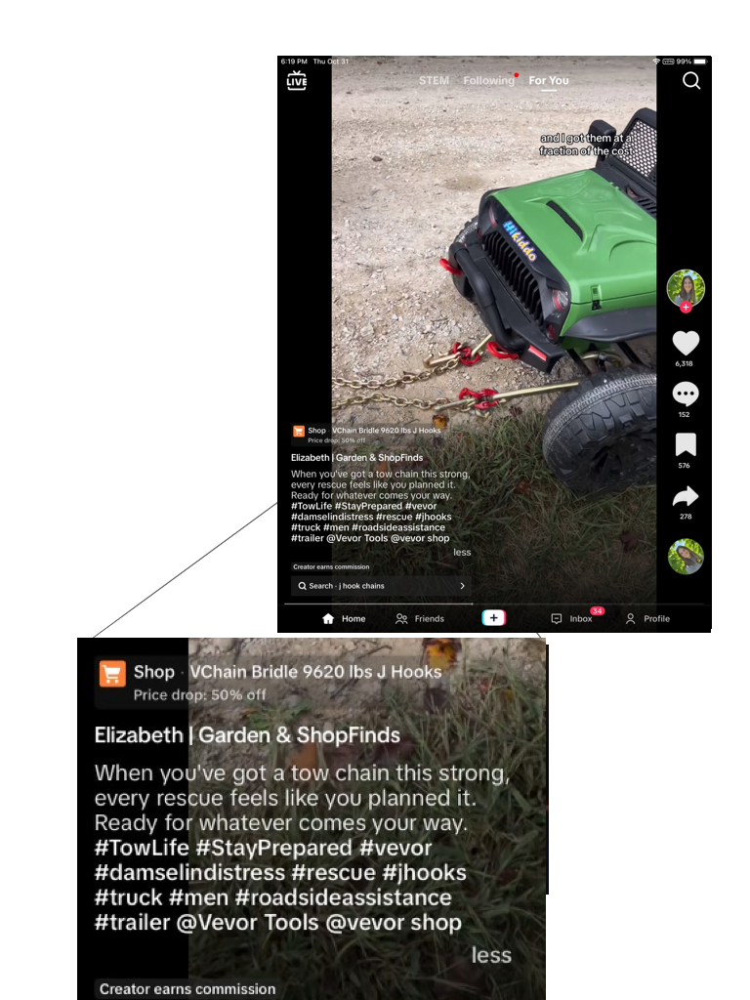 6:19 PM Thu Oct 31
VPN 99%
LIVE
STEM Following For You
and I got them at a
fraction of the cost
Hikiddo
6,318
152
576
278
Shop · VChain Bridle 9620 lbs J Hooks
Price drop: 50% off
Elizabeth | Garden & ShopFinds
When you've got a tow chain this strong,
every rescue feels like you planned it.
Ready for whatever comes your way.
#TowLife #StayPrepared #vevor
#damselindistress #rescue #jhooks
#truck #men #roadsideassistance
#trailer @Vevor Tools @vevor shop
less
Creator earns commission
Search · j hook chains
Home Friends Inbox 34 Profile
Shop · VChain Bridle 9620 lbs J Hooks
Price drop: 50% off
Elizabeth | Garden & ShopFinds
When you've got a tow chain this strong,
every rescue feels like you planned it.
Ready for whatever comes your way.
#TowLife #StayPrepared #vevor
#damselindistress #rescue #jhooks
#truck #men #roadsideassistance
#trailer @Vevor Tools @vevor shop
less
Creator earns commission